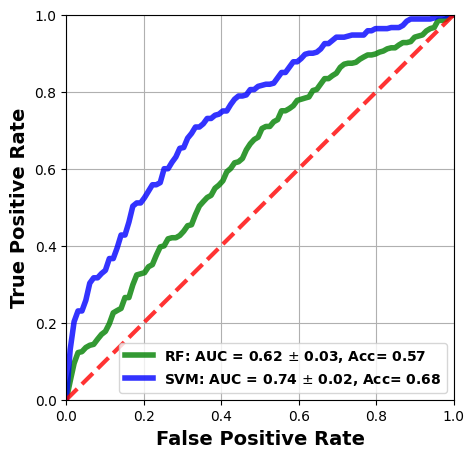 1.0
0.8
0.6
0.4
0.2
0.0
True Positive Rate
RF: AUC = 0.62 ± 0.03, Acc= 0.57
SVM: AUC = 0.74 ± 0.02, Acc= 0.68
0.0 0.2 0.4 0.6 0.8 1.0
False Positive Rate